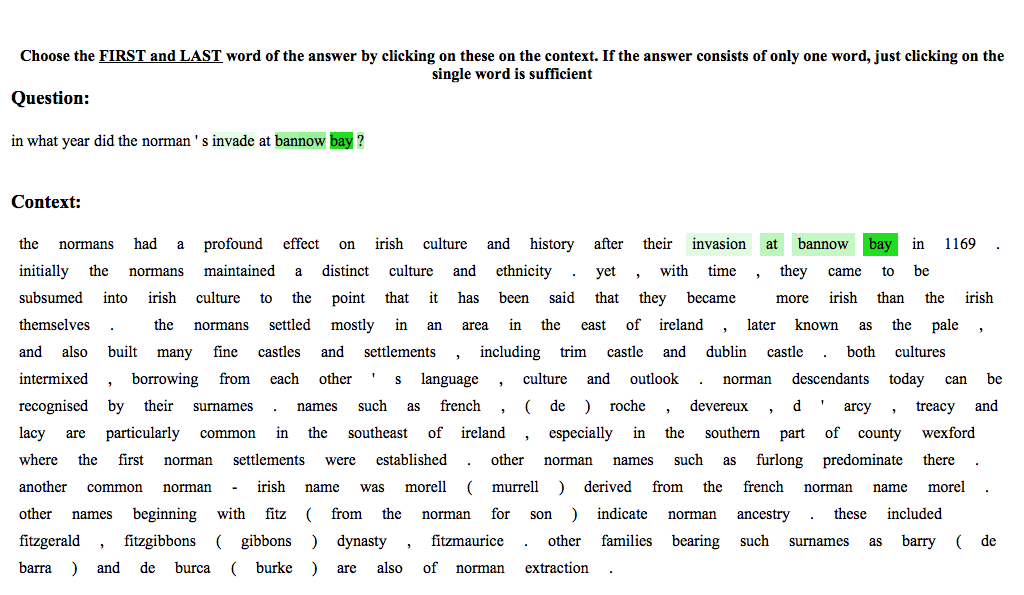 Choose the FIRST and LAST word of the answer by clicking on these on the context. If the answer consists of only one word, just clicking on the
single word is sufficient
Question:
in what year did the norman ' s invade at bannow bay ?
Context:
the normans had a profound effect on irish culture and history after their invasion at bannow bay in 1169 .
initially the normans maintained a distinct culture and ethnicity . yet , with time , they came to be
subsumed into irish culture to the point that it has been said that they became more irish than the irish
themselves . the normans settled mostly in an area in the east of ireland , later known as the pale ,
and also built many fine castles and settlements , including trim castle and dublin castle . both cultures
intermixed , borrowing from each other ' s language , culture and outlook . norman descendants today can be
recognised by their surnames . names such as french , ( de ) roche , devereux , d ' arcy , treacy and
lacy are particularly common in the southeast of ireland , especially in the southern part of county wexford
where the first norman settlements were established . other norman names such as furlong predominate there .
another common norman - irish name was morell ( murrell ) derived from the french norman name morel .
other names beginning with fitz ( from the norman for son ) indicate norman ancestry . these included
fitzgerald , fitzgibbons ( gibbons ) dynasty , fitzmaurice . other families bearing such surnames as barry ( de
barra ) and de burca ( burke ) are also of norman extraction .